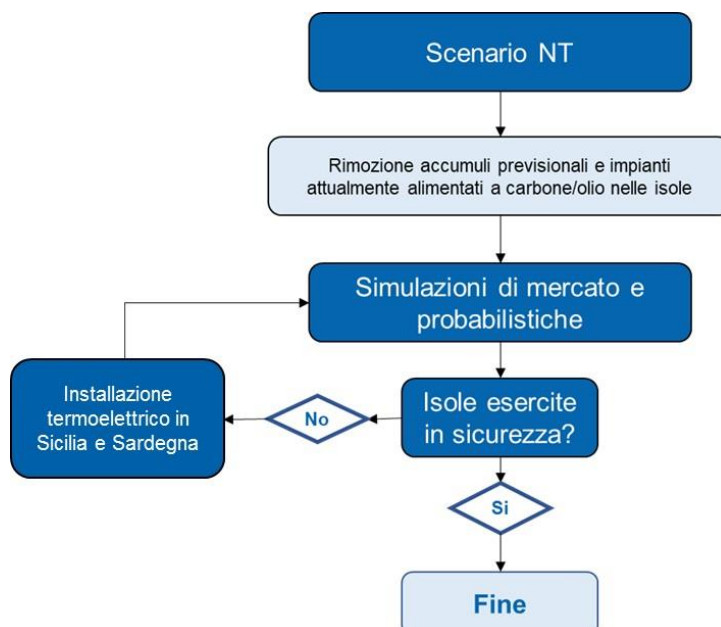 Scenario NT
Rimozione accumuli previsionali e impianti
attualmente alimentati a carbone/olio nelle isole
Simulazioni di mercato e
probabilistiche
Installazione
termoelettrico in
Sicilia e Sardegna
No
Isole esercite
in sicurezza?
Si
Fine